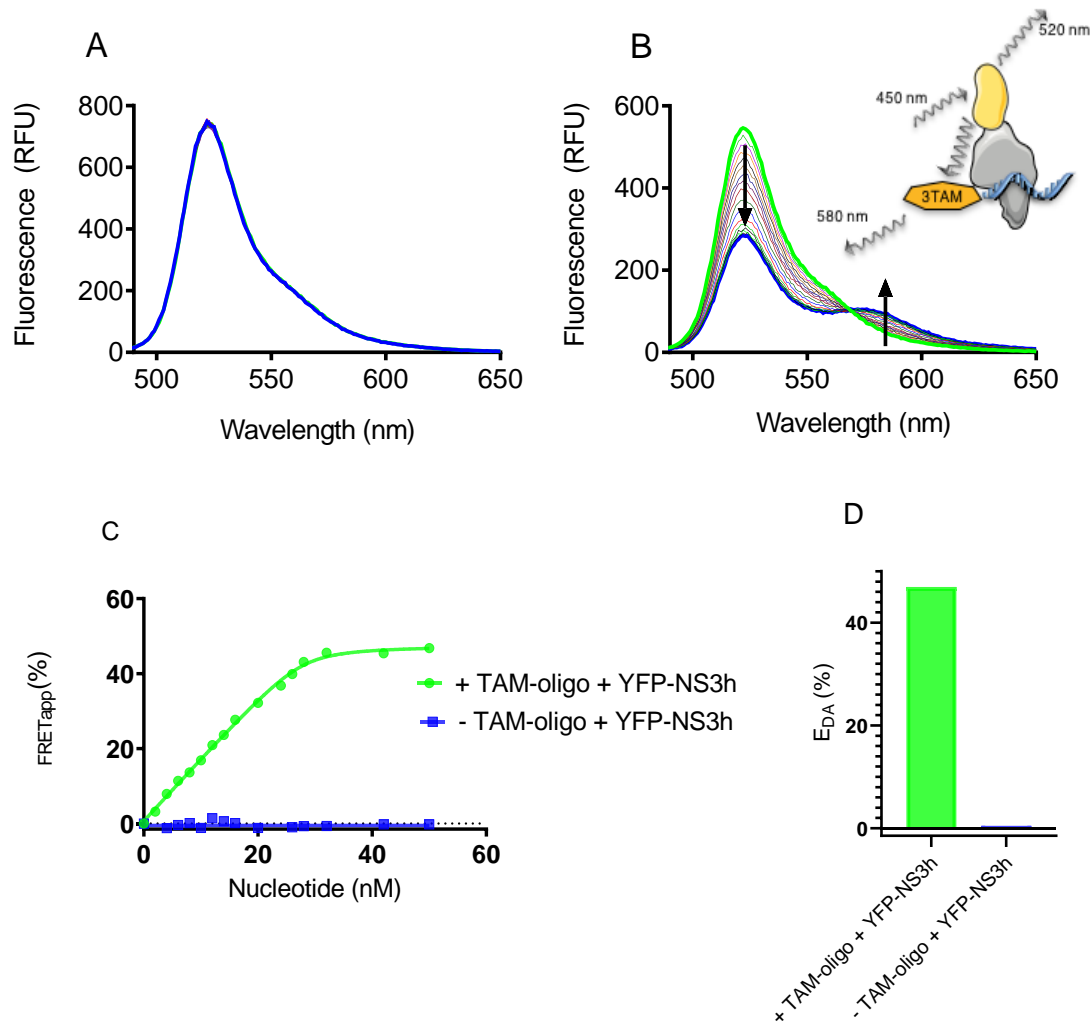 A
Fluorescence (RFU)
800
600
400
200
0
500
550
600
650
Wavelength (nm)
B
Fluorescence (RFU)
600
500
400
300
200
100
0
500
550
600
650
Wavelength (nm)
520 nm
450 nm
3TAM
580 nm
C
FRETapp(%)
60
40
20
0
0
20
40
60
Nucleotide (nM)
+ TAM-oligo + YFP-NS3h
- TAM-oligo + YFP-NS3h
D
EDA (%)
40
20
0
+ TAM-oligo + YFP-NS3h
- TAM-oligo + YFP-NS3h